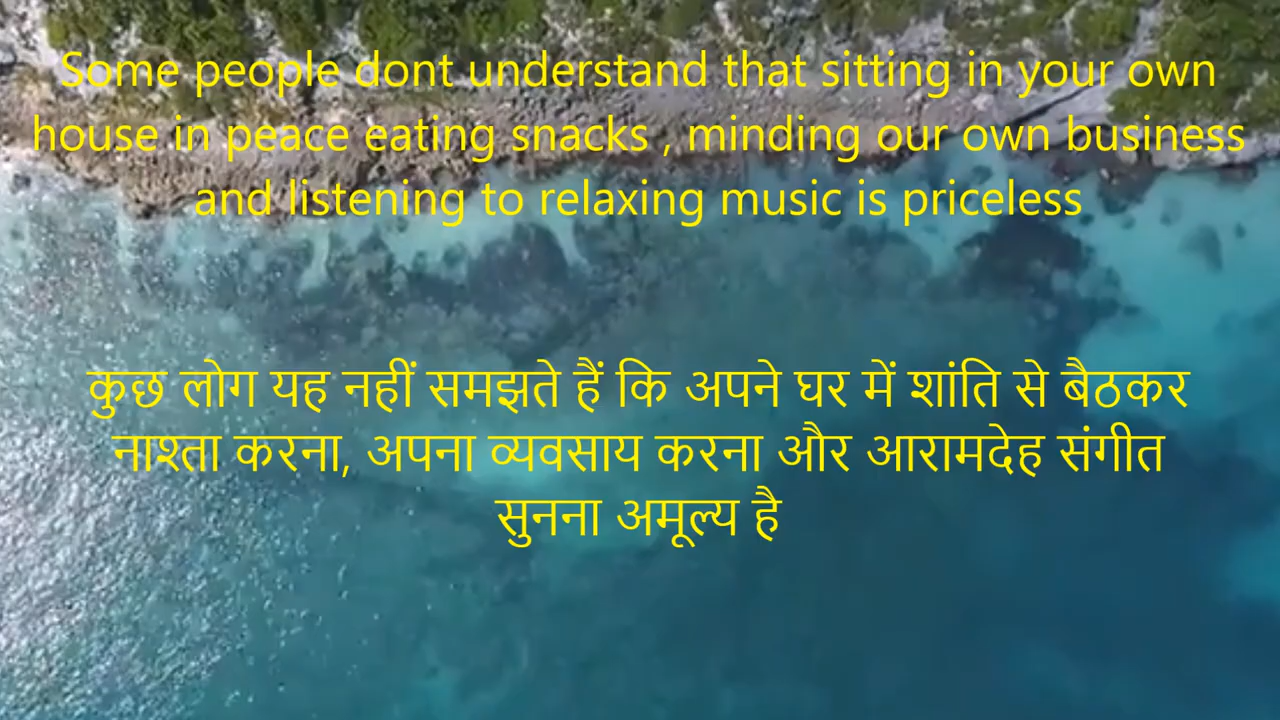 Some people dont understand that sitting in your own
house in peace eating snacks , minding our own business
and listening to relaxing music is priceless
कुछ लोग यह नहीं समझते हैं कि अपने घर में शांति से बैठकर
नाश्ता करना, अपना व्यवसाय करना और आरामदेह संगीत
सुनना अमूल्य है